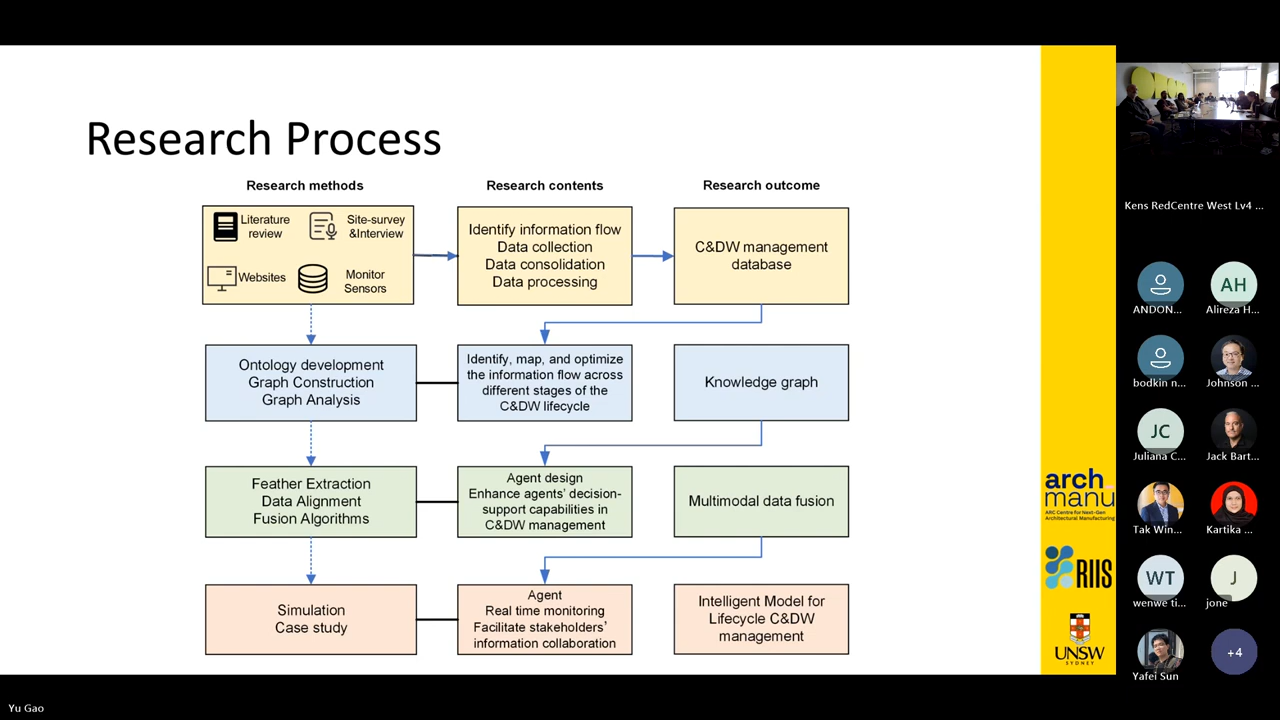 Research Process
Research methods
Research contents
Research outcome
Literature
review
Site-survey
&Interview
Websites
Monitor
Sensors
Identify information flow
Data collection
Data consolidation
Data processing
C&DW management
database
Ontology development
Graph Construction
Graph Analysis
Identify, map, and optimize
the information flow across
different stages of the
C&DW lifecycle
Knowledge graph
Feather Extraction
Data Alignment
Fusion Algorithms
Agent design
Enhance agents' decision-
support capabilities in
C&DW management
Multimodal data fusion
Simulation
Case study
Agent
Real time monitoring
Facilitate stakeholders'
information collaboration
Intelligent Model for
Lifecycle C&DW
management
arch
manu
ARC Centre for Next-Gen
Architectural Manufacturing
RIIS
UNSW
SYDNEY
Kens RedCentre West Lv4 ...
ANDON...
AH
Alireza H...
bodkin n...
Johnson ...
JC
Juliana C...
Jack Bart...
Tak Win...
Kartika ...
WT
wenwe ti...
J
jone
Yafei Sun
+4
Yu Gao